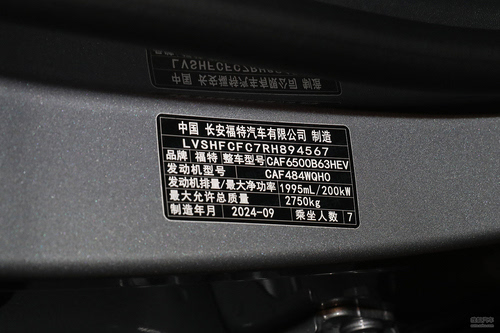 中国 长安福特汽车有限公司 制造
LVSHFCFC7RH894567
品牌 福特 整车型号 CAF6500B63HEV
发动机型号 CAF484WQH0
发动机排量/最大净功率 1995mL/200kW
最大允许总质量 2750kg
制造年月 2024-09 乘坐人数 7